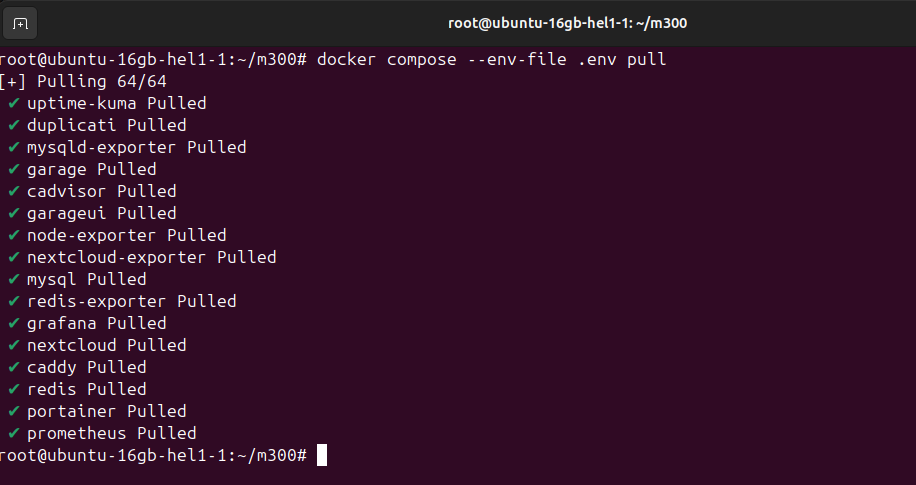 root@ubuntu-16gb-hel1-1: ~/m300
root@ubuntu-16gb-hel1-1:~/m300# docker compose --env-file .env pull
[+] Pulling 64/64
✔ uptime-kuma Pulled
✔ duplicati Pulled
✔ mysqld-exporter Pulled
✔ garage Pulled
✔ cadvisor Pulled
✔ garageui Pulled
✔ node-exporter Pulled
✔ nextcloud-exporter Pulled
✔ mysql Pulled
✔ redis-exporter Pulled
✔ grafana Pulled
✔ nextcloud Pulled
✔ caddy Pulled
✔ redis Pulled
✔ portainer Pulled
✔ prometheus Pulled
root@ubuntu-16gb-hel1-1:~/m300#